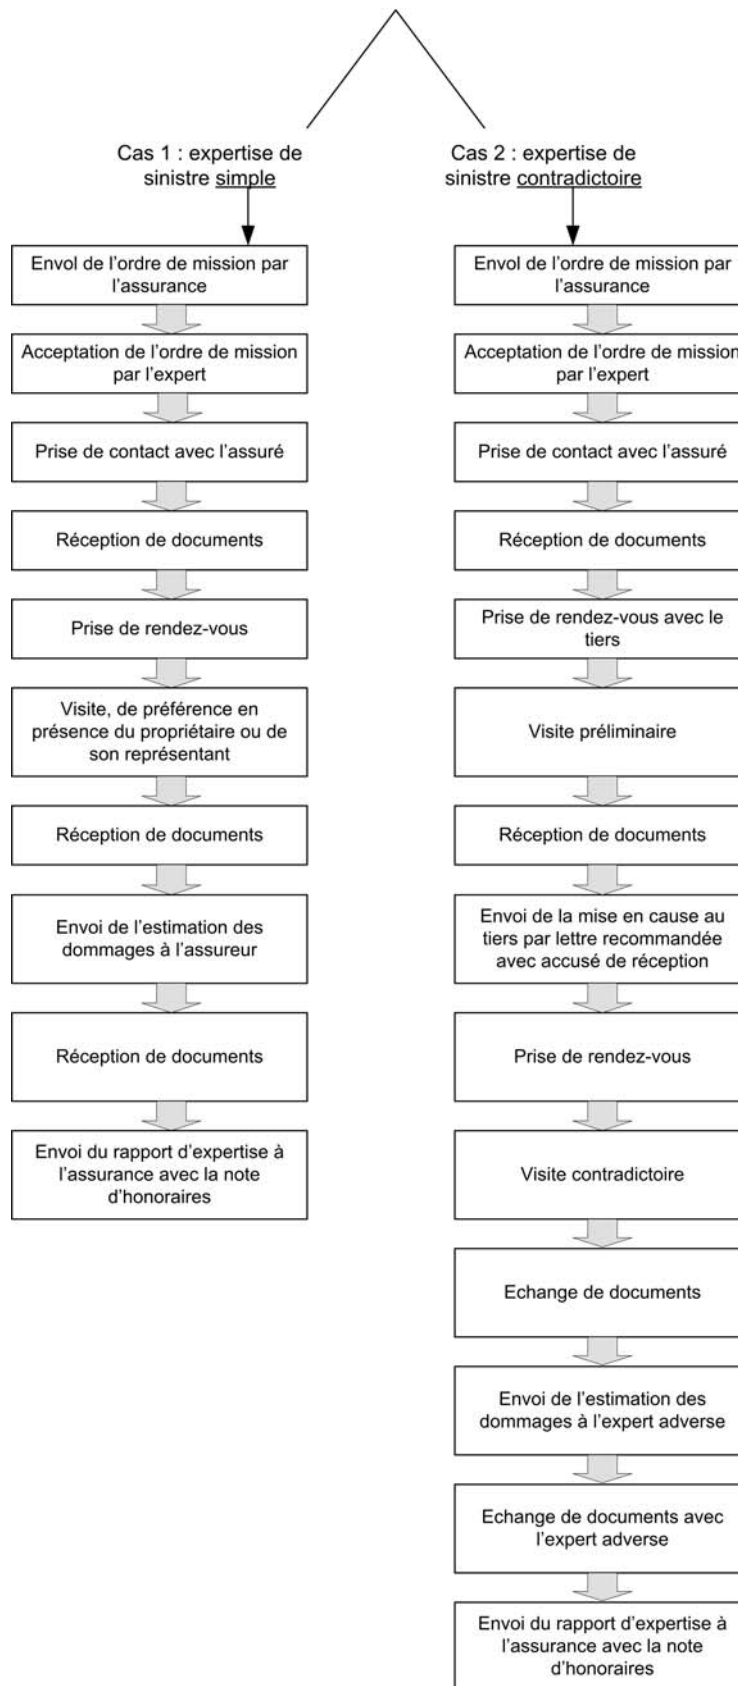 Cas 1 : expertise de
sinistre simple
Envoi de l'ordre de mission par
l'assurance
Acceptation de l'ordre de mission
par l'expert
Prise de contact avec l'assuré
Réception de documents
Prise de rendez-vous
Visite, de préférence en
présence du propriétaire ou de
son représentant
Réception de documents
Envoi de l'estimation des
dommages à l'assureur
Réception de documents
Envoi du rapport d'expertise à
l'assurance avec la note
d'honoraires
Cas 2 : expertise de
sinistre contradictoire
Envoi de l'ordre de mission par
l'assurance
Acceptation de l'ordre de mission
par l'expert
Prise de contact avec l'assuré
Réception de documents
Prise de rendez-vous avec le
tiers
Visite préliminaire
Réception de documents
Envoi de la mise en cause au
tiers par lettre recommandée
avec accusé de réception
Prise de rendez-vous
Visite contradictoire
Echange de documents
Envoi de l'estimation des
dommages à l'expert adverse
Echange de documents avec
l'expert adverse
Envoi du rapport d'expertise à
l'assurance avec la note
d'honoraires